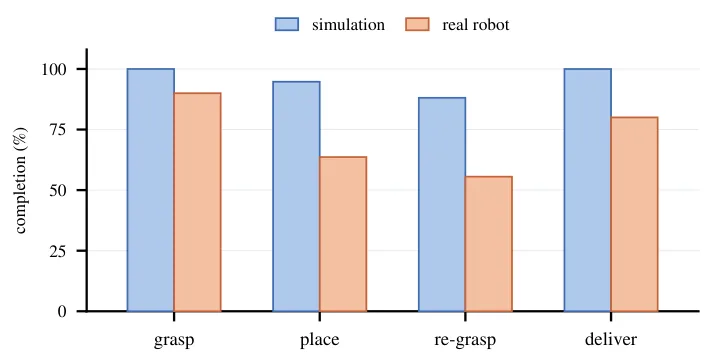 simulation real robot
100
75
50
25
0
completion (%)
grasp place re-grasp deliver